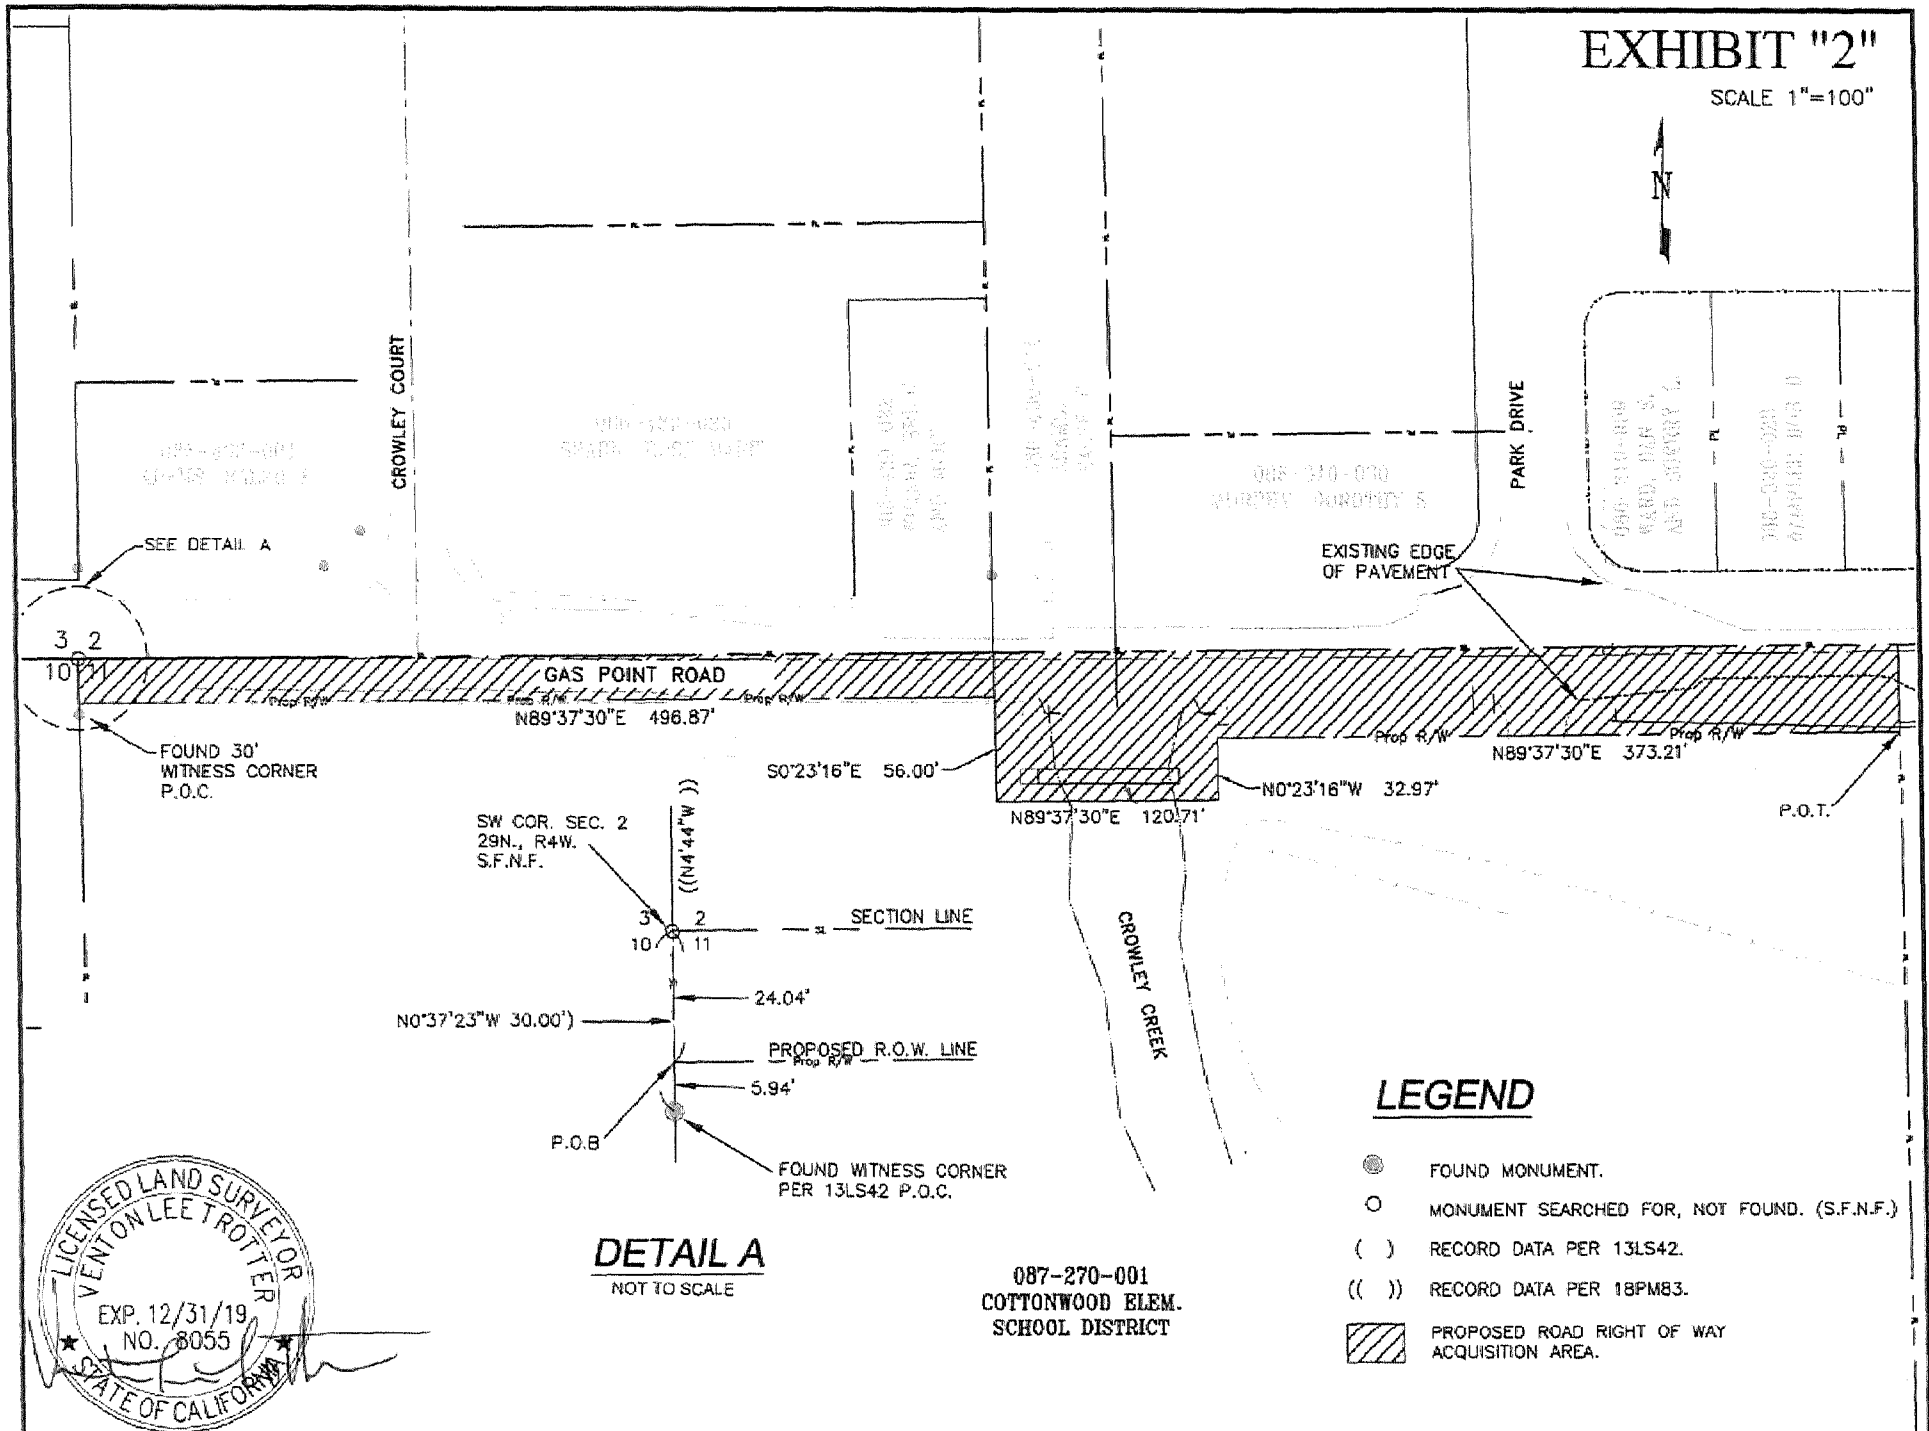 EXHIBIT "2"
SCALE 1"=100"
N
CROWLEY COURT
PARK DRIVE
SEE DETAIL A
EXISTING EDGE
OF PAVEMENT
3 2
10 11
GAS POINT ROAD
Prop R/W
Prop R/W
Prop R/W
N89°37'30"E 496.87'
FOUND 30'
WITNESS CORNER
P.O.C.
S0°23'16"E 56.00'
N89°37'30"E 120.71'
N0°23'16"W 32.97'
Prop R/W
N89°37'30"E 373.21'
Prop R/W
P.O.T.
PL
PL
SW COR. SEC. 2
29N., R4W.
S.F.N.F.
((N4'44"W ))
3 2
10 11
SECTION LINE
SL
24.04'
N0°37'23"W 30.00')
PROPOSED R.O.W. LINE
Prop R/W
5.94'
P.O.B
FOUND WITNESS CORNER
PER 13LS42 P.O.C.
CROWLEY CREEK
DETAIL A
NOT TO SCALE
087-270-001
COTTONWOOD ELEM.
SCHOOL DISTRICT
LEGEND
FOUND MONUMENT.
MONUMENT SEARCHED FOR, NOT FOUND. (S.F.N.F.)
( ) RECORD DATA PER 13LS42.
(( )) RECORD DATA PER 18PM83.
PROPOSED ROAD RIGHT OF WAY
ACQUISITION AREA.
LICENSED LAND SURVEYOR
VENTON LEE TROTTER
EXP. 12/31/19
NO. 8055
STATE OF CALIFORNIA